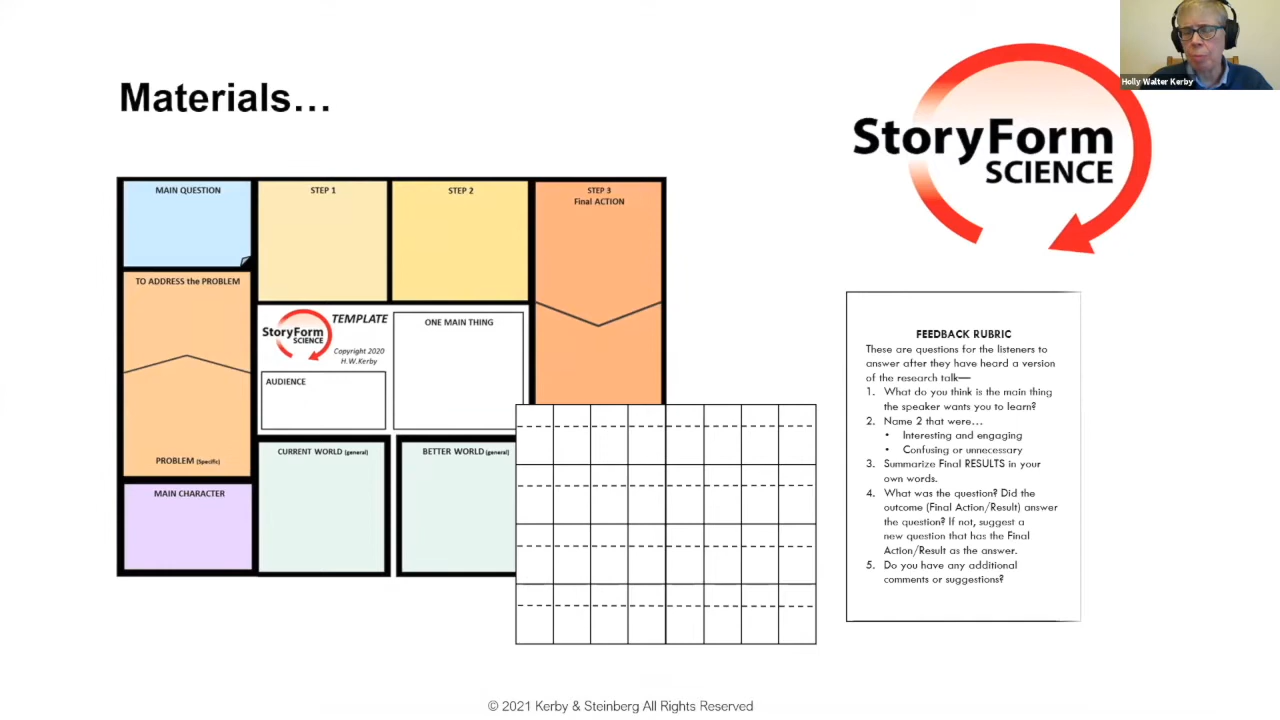 Materials…
Holly Walter Kerby
StoryForm
SCIENCE
MAIN QUESTION
STEP 1
STEP 2
STEP 3
Final ACTION
TO ADDRESS the PROBLEM
StoryForm
SCIENCE
TEMPLATE
Copyright 2020
H.W.Kerby
ONE MAIN THING
AUDIENCE
PROBLEM (Specific)
CURRENT WORLD (general)
BETTER WORLD (general)
MAIN CHARACTER
FEEDBACK RUBRIC
These are questions for the listeners to
answer after they have heard a version
of the research talk—
1. What do you think is the main thing
the speaker wants you to learn?
2. Name 2 that were…
• Interesting and engaging
• Confusing or unnecessary
3. Summarize Final RESULTS in your
own words.
4. What was the question? Did the
outcome (Final Action/Result) answer
the question? If not, suggest a
new question that has the Final
Action/Result as the answer.
5. Do you have any additional
comments or suggestions?
© 2021 Kerby & Steinberg All Rights Reserved